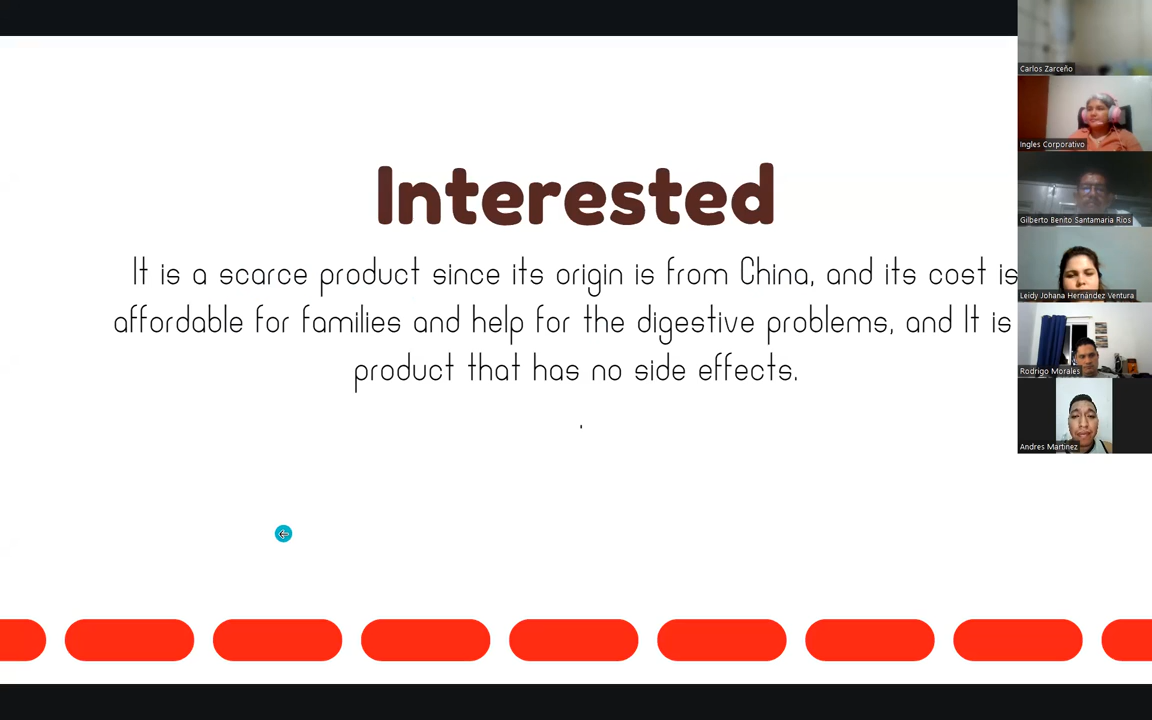 Interested
It is a scarce product since its origin is from China, and its cost is
affordable for families and help for the digestive problems, and It is
product that has no side effects.
.
Carlos Zarceño
Ingles Corporativo
Gilberto Benito Santamaria Rios
Leidy Johana Hernández Ventura
Rodrigo Morales
Andres Martinez